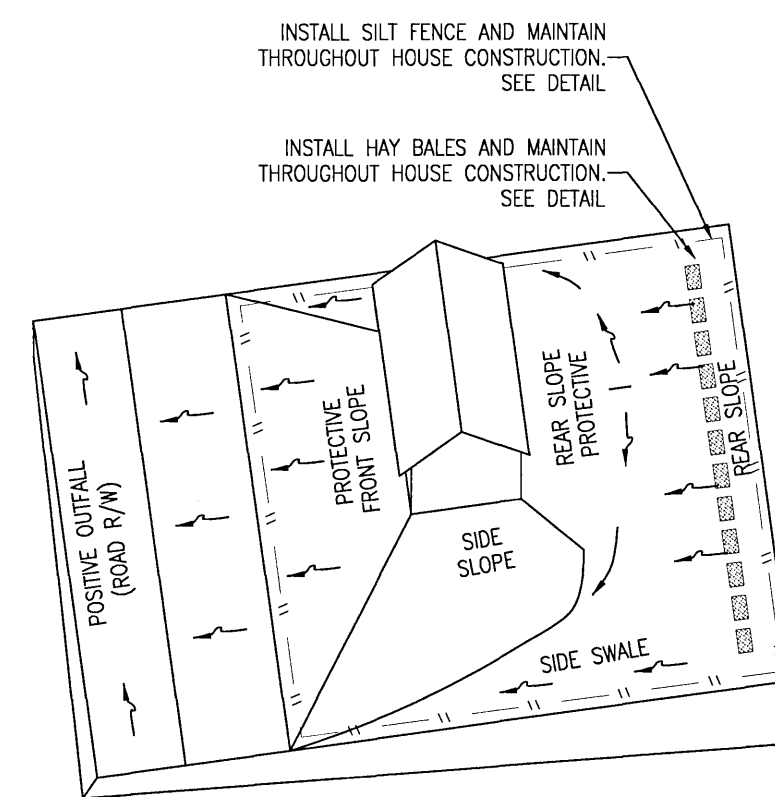 INSTALL SILT FENCE AND MAINTAIN
THROUGHOUT HOUSE CONSTRUCTION.
SEE DETAIL
INSTALL HAY BALES AND MAINTAIN
THROUGHOUT HOUSE CONSTRUCTION.
SEE DETAIL
POSITIVE OUTFALL
(ROAD R/W)
PROTECTIVE
FRONT SLOPE
REAR SLOPE
PROTECTIVE
REAR SLOPE
SIDE
SLOPE
SIDE SWALE